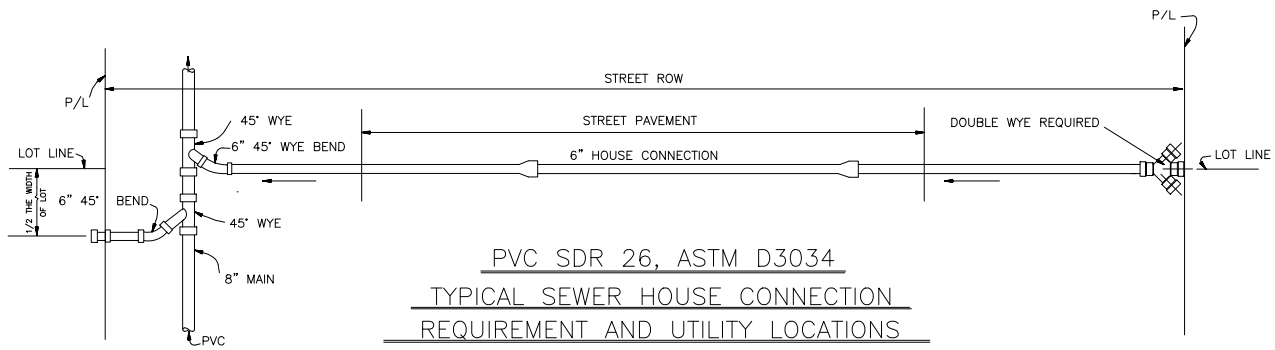 P/L
STREET ROW
P/L
45° WYE
STREET PAVEMENT
DOUBLE WYE REQUIRED
6” 45° WYE BEND
LOT LINE
6” HOUSE CONNECTION
LOT LINE
1/2 THE WIDTH
OF LOT
6” 45° BEND
45° WYE
8” MAIN
PVC SDR 26, ASTM D3034
TYPICAL SEWER HOUSE CONNECTION
REQUIREMENT AND UTILITY LOCATIONS
PVC